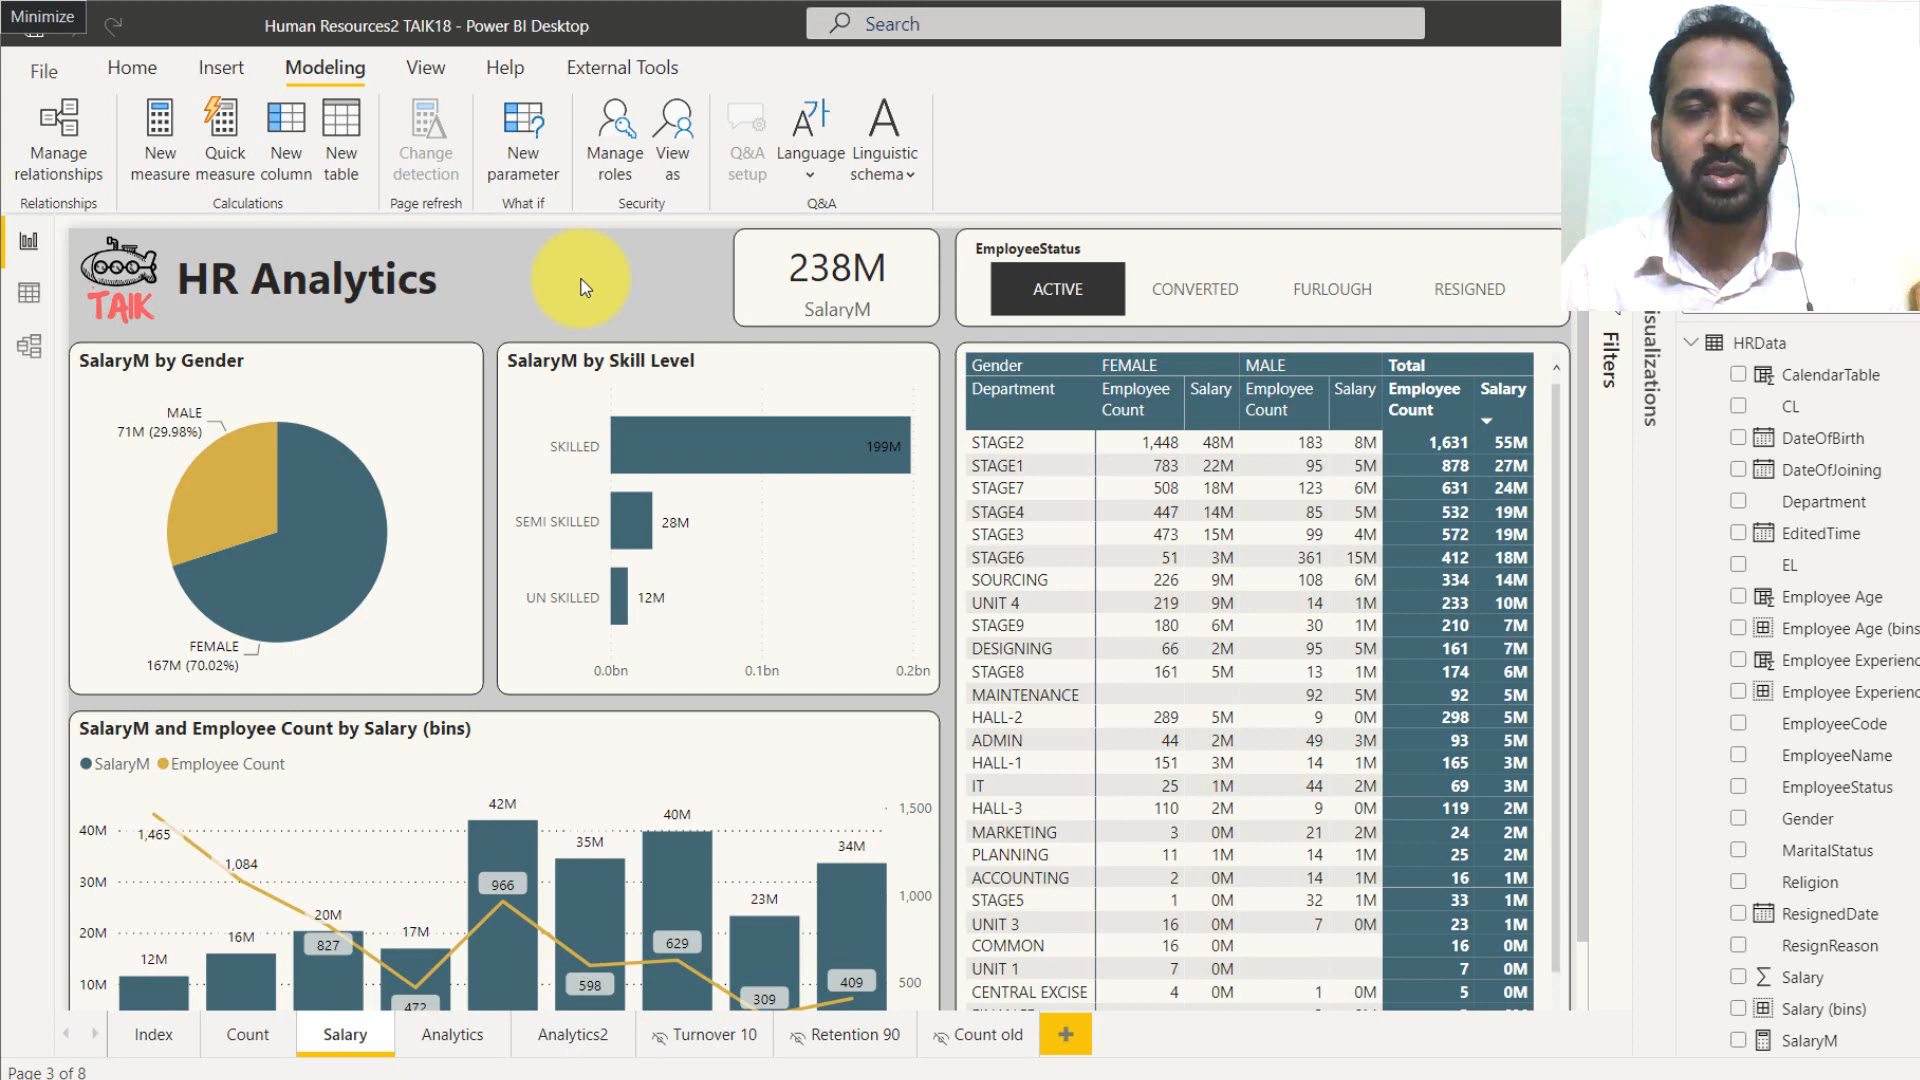 Minimize
Human Resources2 TAIK18 - Power BI Desktop
Search
File Home Insert Modeling View Help External Tools
Manage relationships
New measure
Quick measure
New column
New table
Change detection
New parameter
Manage roles
View as
Q&A setup
Language
Linguistic schema
Relationships Calculations Page refresh What if Security Q&A
TAIK
HR Analytics
238M
SalaryM
EmployeeStatus
ACTIVE CONVERTED FURLOUGH RESIGNED
SalaryM by Gender
MALE
71M (29.98%)
FEMALE
167M (70.02%)
SalaryM by Skill Level
SKILLED 199M
SEMI SKILLED 28M
UN SKILLED 12M
0.0bn 0.1bn 0.2bn
SalaryM and Employee Count by Salary (bins)
SalaryM Employee Count
42M
40M
1,500
40M
1,465
35M
34M
1,084
30M
966
1,000
23M
20M
20M
17M
827
629
16M
12M
10M
472
598
309
409
500
Gender FEMALE MALE Total
Department Employee Count Salary Employee Count Salary Employee Count Salary
STAGE2 1,448 48M 183 8M 1,631 55M
STAGE1 783 22M 95 5M 878 27M
STAGE7 508 18M 123 6M 631 24M
STAGE4 447 14M 85 5M 532 19M
STAGE3 473 15M 99 4M 572 19M
STAGE6 51 3M 361 15M 412 18M
SOURCING 226 9M 108 6M 334 14M
UNIT 4 219 9M 14 1M 233 10M
STAGE9 180 6M 30 1M 210 7M
DESIGNING 66 2M 95 5M 161 7M
STAGE8 161 5M 13 1M 174 6M
MAINTENANCE 92 5M 92 5M
HALL-2 289 5M 9 0M 298 5M
ADMIN 44 2M 49 3M 93 5M
HALL-1 151 3M 14 1M 165 3M
IT 25 1M 44 2M 69 3M
HALL-3 110 2M 9 0M 119 2M
MARKETING 3 0M 21 2M 24 2M
PLANNING 11 1M 14 1M 25 2M
ACCOUNTING 2 0M 14 1M 16 1M
STAGE5 1 0M 32 1M 33 1M
UNIT 3 16 0M 7 0M 23 1M
COMMON 16 0M 16 0M
UNIT 1 7 0M 7 0M
CENTRAL EXCISE 4 0M 1 0M 5 0M
Filters
isualizations
HRData
CalendarTable
CL
DateOfBirth
DateOfJoining
Department
EditedTime
EL
Employee Age
Employee Age (bins
Employee Experienc
Employee Experienc
EmployeeCode
EmployeeName
EmployeeStatus
Gender
MaritalStatus
Religion
ResignedDate
ResignReason
Salary
Salary (bins)
SalaryM
Index Count Salary Analytics Analytics2 Turnover 10 Retention 90 Count old +
Page 3 of 8